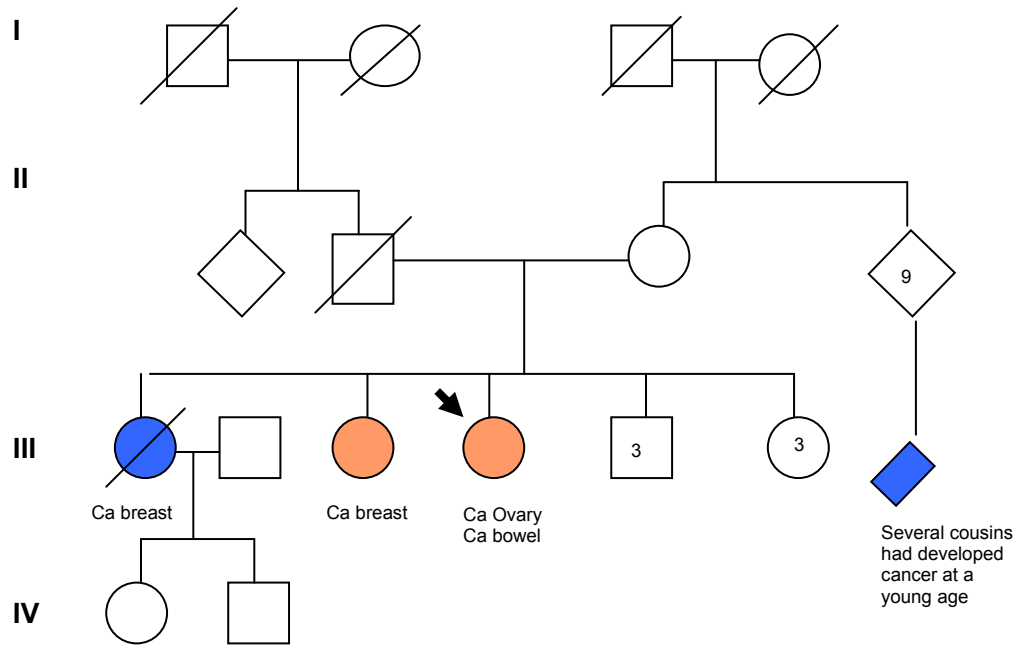 I
II
9
III
3
3
Ca breast
Ca breast
Ca Ovary
Ca bowel
Several cousins
had developed
cancer at a
young age
IV